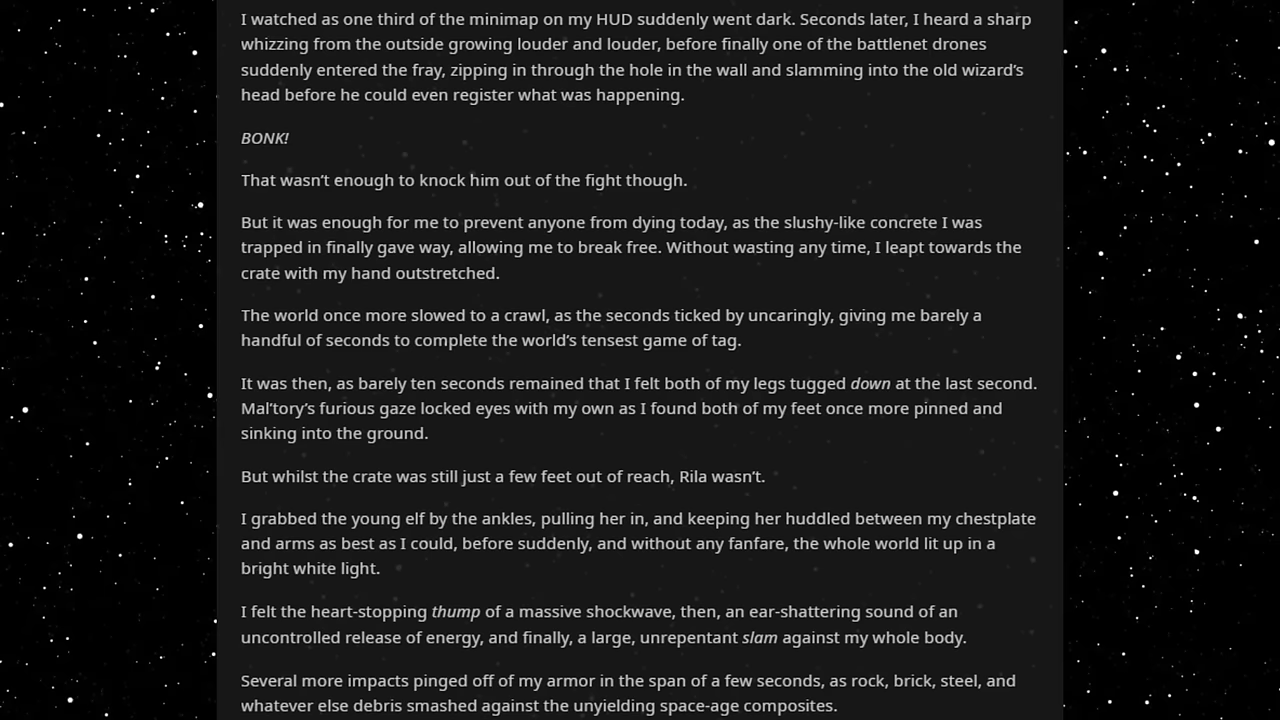 I watched as one third of the minimap on my HUD suddenly went dark. Seconds later, I heard a sharp
whizzing from the outside growing louder and louder, before finally one of the battlenet drones
suddenly entered the fray, zipping in through the hole in the wall and slamming into the old wizard’s
head before he could even register what was happening.
BONK!
That wasn’t enough to knock him out of the fight though.
But it was enough for me to prevent anyone from dying today, as the slushy-like concrete I was
trapped in finally gave way, allowing me to break free. Without wasting any time, I leapt towards the
crate with my hand outstretched.
The world once more slowed to a crawl, as the seconds ticked by uncaringly, giving me barely a
handful of seconds to complete the world’s tensest game of tag.
It was then, as barely ten seconds remained that I felt both of my legs tugged down at the last second.
Mal’tory’s furious gaze locked eyes with my own as I found both of my feet once more pinned and
sinking into the ground.
But whilst the crate was still just a few feet out of reach, Rila wasn’t.
I grabbed the young elf by the ankles, pulling her in, and keeping her huddled between my chestplate
and arms as best as I could, before suddenly, and without any fanfare, the whole world lit up in a
bright white light.
I felt the heart-stopping thump of a massive shockwave, then, an ear-shattering sound of an
uncontrolled release of energy, and finally, a large, unrepentant slam against my whole body.
Several more impacts pinged off of my armor in the span of a few seconds, as rock, brick, steel, and
whatever else debris smashed against the unyielding space-age composites.